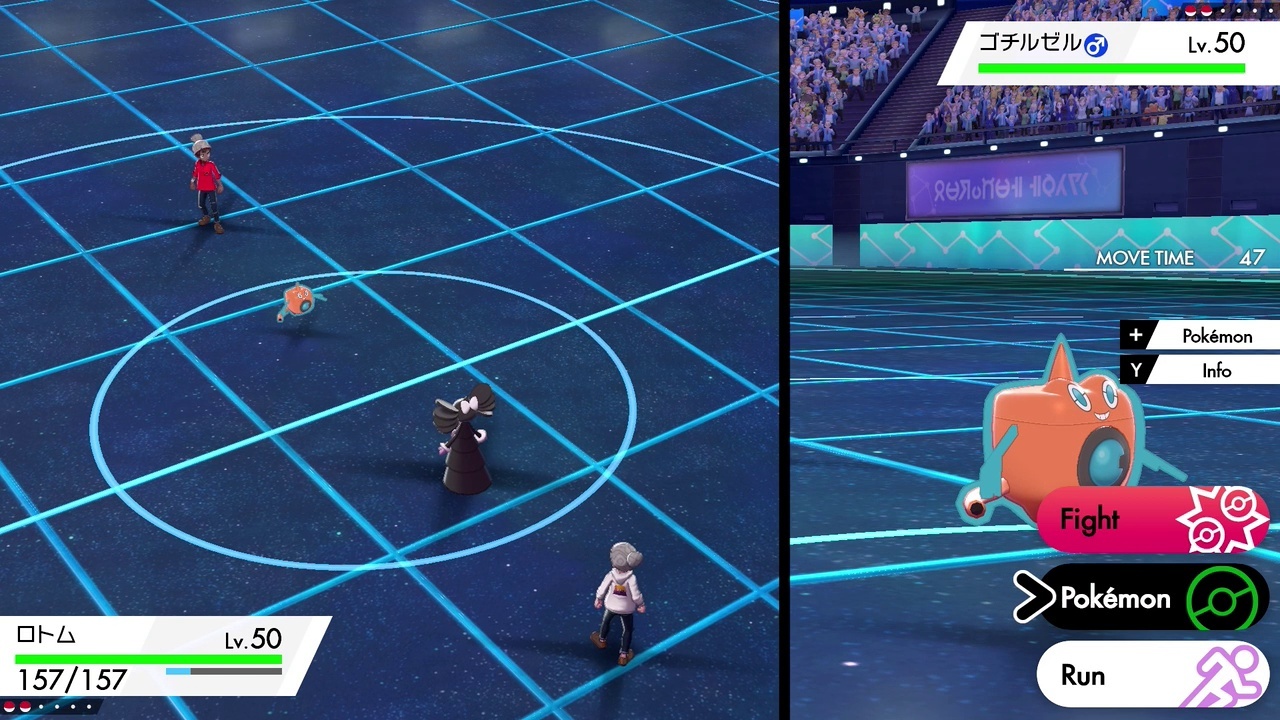 ゴチルゼル♂ Lv.50
MOVE TIME 47
+ Pokémon
Y Info
Fight
Pokémon
Run
ロトム Lv.50
157/157